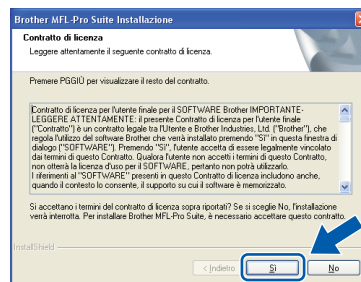 Brother MFL-Pro Suite Installazione
Contratto di licenza
Leggere attentamente il seguente contratto di licenza.
Premere PGGIÙ per visualizzare il resto del contratto.
Contratto di licenza per l'utente finale per il SOFTWARE Brother IMPORTANTE-
LEGGERE ATTENTAMENTE: il presente Contratto di licenza per l'utente finale
("Contratto") è un contratto legale tra l'Utente e Brother Industries, Ltd. ("Brother"), che
regola l'utilizzo del software Brother che verrà installato premendo "Sì" in questa finestra di
dialogo ("SOFTWARE"). Premendo "Sì", l'utente accetta di essere legalmente vincolato
dai termini di questo Contratto. Qualora l'utente non accetti i termini di questo Contratto,
non otterrà la licenza d'uso per il SOFTWARE, pertanto non potrà utilizzarlo.
I riferimenti al "SOFTWARE" presenti in questo Contratto di licenza includono anche,
quando il contesto lo consente, il supporto su cui il software è memorizzato.
Si accettano i termini del contratto di licenza sopra riportati? Se si sceglie No, l'installazione
verrà interrotta. Per installare Brother MFL-Pro Suite, è necessario accettare questo contratto.
InstallShield
< Indietro
Sì
No